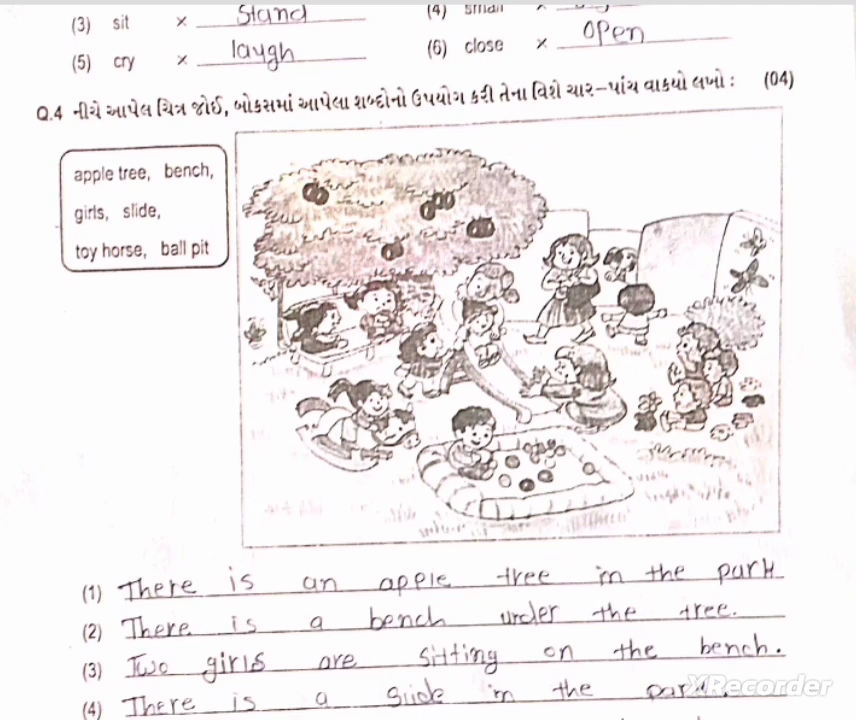 (3) sit × Stand (4) small ×
(5) cry × laugh (6) close × open
Q.4 નીચે આપેલ ચિત્ર જોઈ, બોક્સમાં આપેલા શબ્દોનો ઉપયોગ કરી તેના વિશે ચાર-પાંચ વાક્યો લખો : (04)
apple tree, bench,
girls, slide,
toy horse, ball pit
(1) There is an apple tree in the park
(2) There is a bench under the tree.
(3) Two girls are sitting on the bench.
(4) There is a slide in the park.
XRecorder